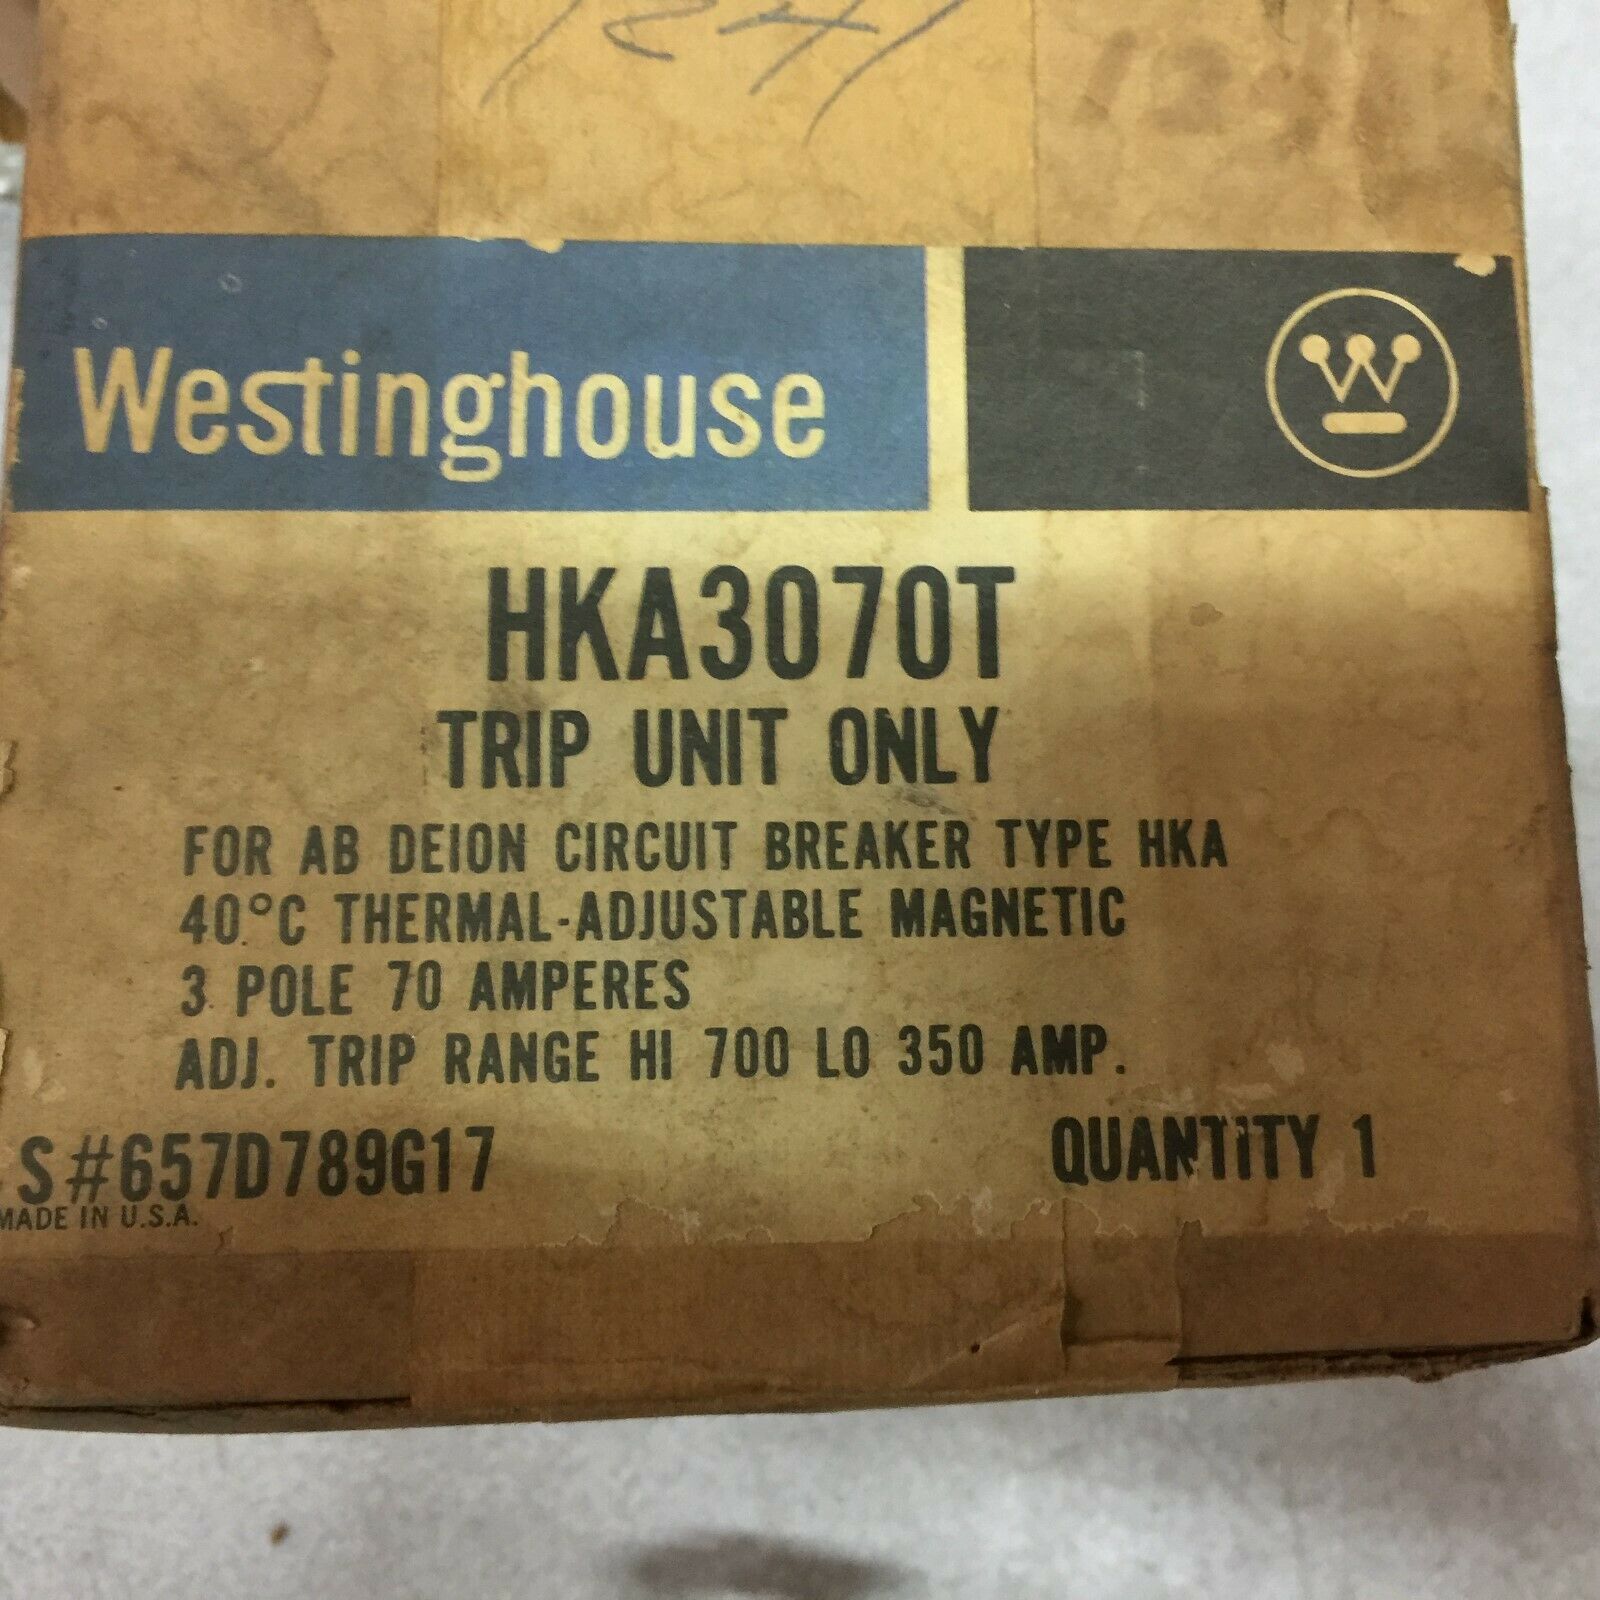 1241
Westinghouse
W
HKA3070T
TRIP UNIT ONLY
FOR AB DEION CIRCUIT BREAKER TYPE HKA
40°C THERMAL-ADJUSTABLE MAGNETIC
3 POLE 70 AMPERES
ADJ. TRIP RANGE HI 700 LO 350 AMP.
S#657D789G17 QUANTITY 1
MADE IN U.S.A.